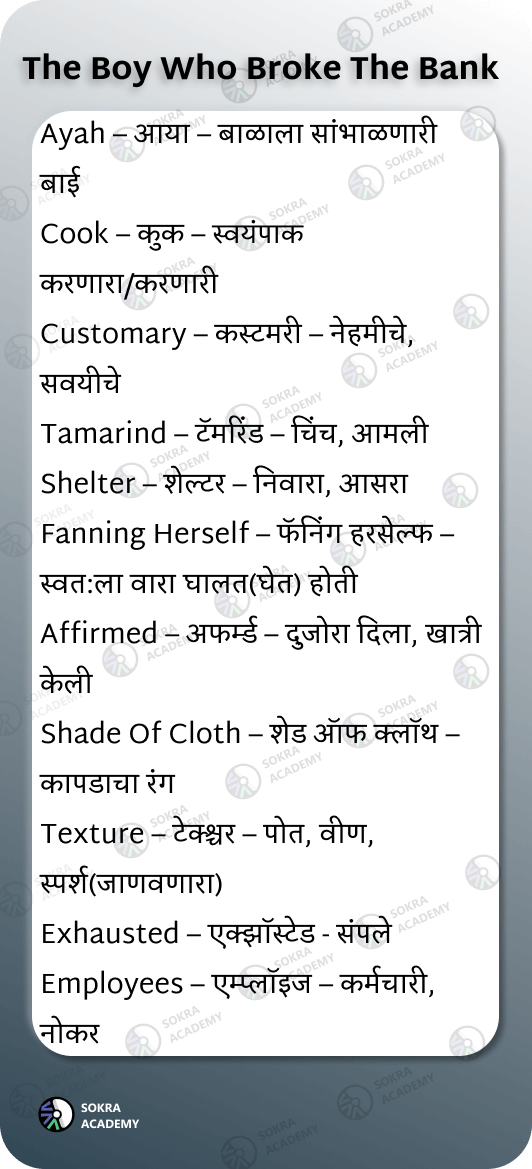 The Boy Who Broke The Bank
Ayah – आया – बाळाला सांभाळणारी
बाई
Cook – कुक – स्वयंपाक
करणारा/करणारी
Customary – कस्टमरी – नेहमीचे,
सवयीचे
Tamarind – टॅमरिंड – चिंच, आमली
Shelter – शेल्टर – निवारा, आसरा
Fanning Herself – फॅनिंग हरसेल्फ –
स्वत:ला वारा घालत(घेत) होती
Affirmed – अफर्म्ड – दुजोरा दिला, खात्री
केली
Shade Of Cloth – शेड ऑफ क्लॉथ –
कापडाचा रंग
Texture – टेक्श्चर – पोत, वीण,
स्पर्श(जाणवणारा)
Exhausted – एक्झॉस्टेड - संपले
Employees – एम्प्लॉइज – कर्मचारी,
नोकर
SOKRA
ACADEMY